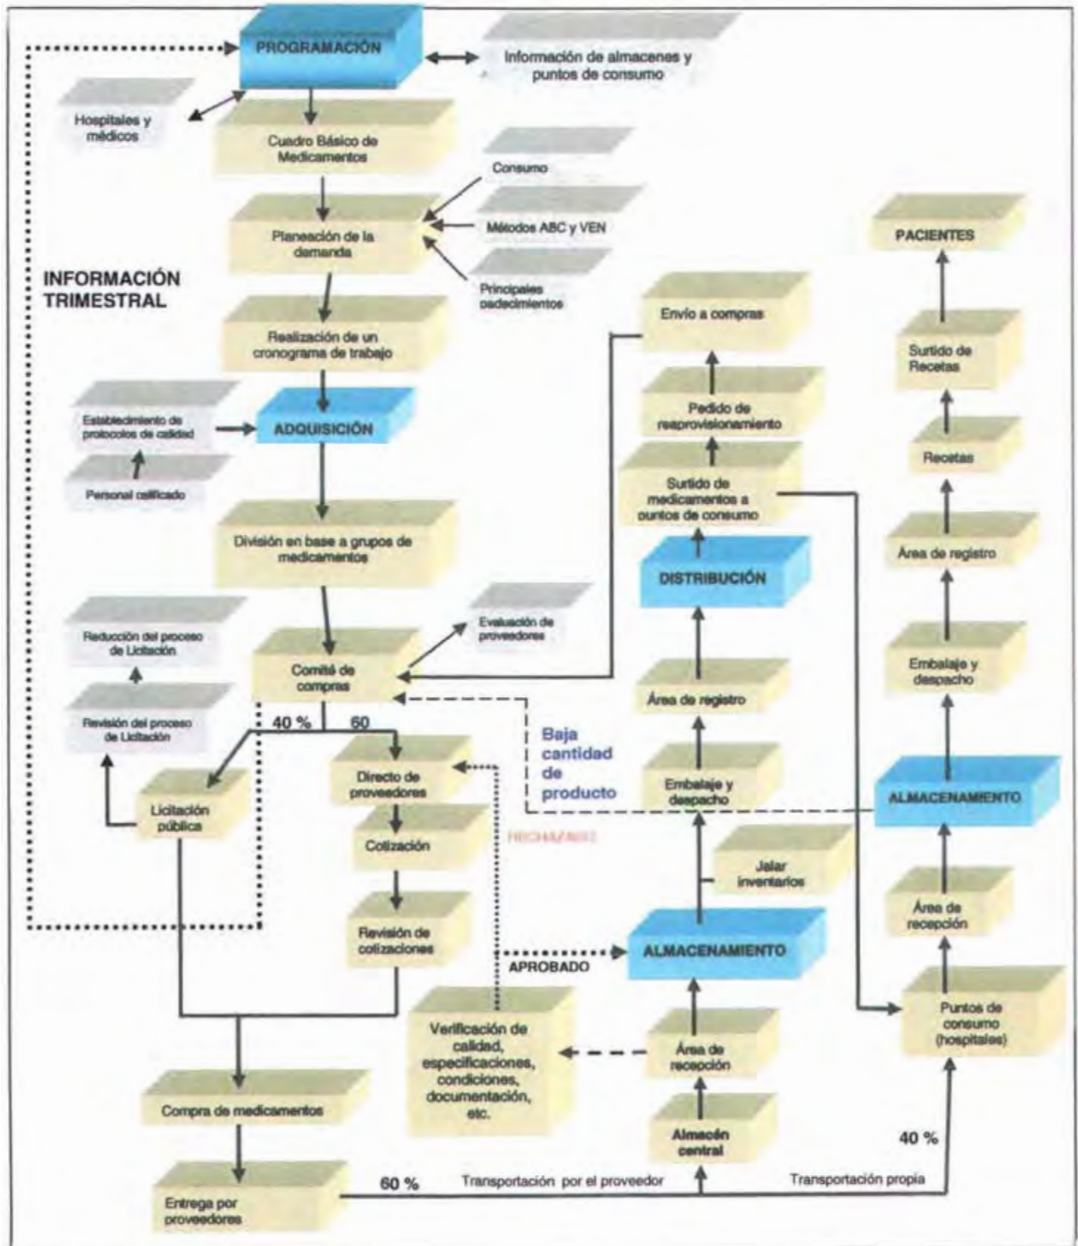 PROGRAMACIÓN
Información de almacenes y
puntos de consumo
Hospitales y
médicos
Cuadro Básico de
Medicamentos
Consumo
Planeación de la
demanda
Métodos ABC y VEN
Principales
padecimientos
INFORMACIÓN
TRIMESTRAL
Realización de un
cronograma de trabajo
Establecimiento de
protocolos de calidad
ADQUISICIÓN
Personal calificado
División en base a grupos de
medicamentos
Reducción del proceso
de Licitación
Evaluación de
proveedores
Comité de
compras
Revisión del proceso
de Licitación
40 %
60
Licitación
pública
Directo de
proveedores
Cotización
Revisión de
cotizaciones
RECHAZADO
APROBADO
Verificación de
calidad,
especificaciones,
condiciones,
documentación,
etc.
Compra de medicamentos
Entrega por
proveedores
60 %
Transportación por el proveedor
Transportación propia
40 %
Envío a compras
Pedido de
reaprovisionamiento
Surtido de
medicamentos a
puntos de consumo
DISTRIBUCIÓN
Área de registro
Baja
cantidad
de
producto
Embalaje y
despacho
Jalar
inventarios
ALMACENAMIENTO
Área de
recepción
Almacén
central
PACIENTES
Surtido de
Recetas
Recetas
Área de registro
Embalaje y
despacho
ALMACENAMIENTO
Área de
recepción
Puntos de
consumo
(hospitales)